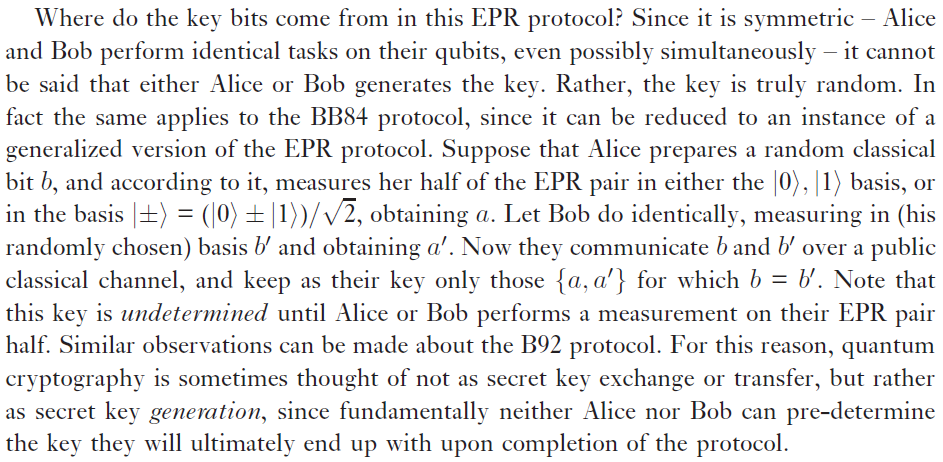 Where do the key bits come from in this EPR protocol? Since it is symmetric – Alice
and Bob perform identical tasks on their qubits, even possibly simultaneously – it cannot
be said that either Alice or Bob generates the key. Rather, the key is truly random. In
fact the same applies to the BB84 protocol, since it can be reduced to an instance of a
generalized version of the EPR protocol. Suppose that Alice prepares a random classical
bit b, and according to it, measures her half of the EPR pair in either the |0⟩, |1⟩ basis, or
in the basis |±⟩ = (|0⟩ ± |1⟩)/√2, obtaining a. Let Bob do identically, measuring in (his
randomly chosen) basis b′ and obtaining a′. Now they communicate b and b′ over a public
classical channel, and keep as their key only those {a, a′} for which b = b′. Note that
this key is undetermined until Alice or Bob performs a measurement on their EPR pair
half. Similar observations can be made about the B92 protocol. For this reason, quantum
cryptography is sometimes thought of not as secret key exchange or transfer, but rather
as secret key generation, since fundamentally neither Alice nor Bob can pre-determine
the key they will ultimately end up with upon completion of the protocol.